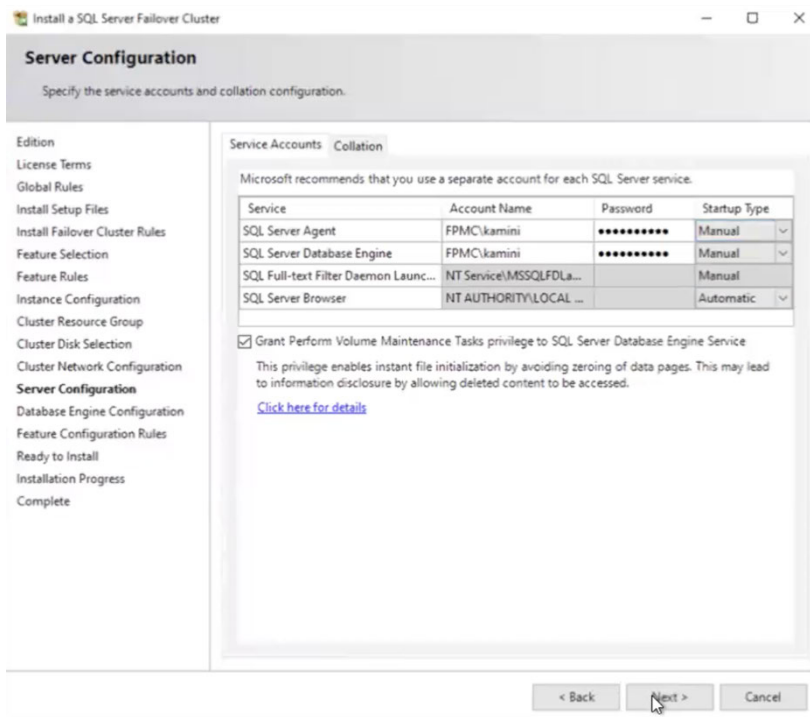 Install a SQL Server Failover Cluster
Server Configuration
Specify the service accounts and collation configuration.
Edition
License Terms
Global Rules
Install Setup Files
Install Failover Cluster Rules
Feature Selection
Feature Rules
Instance Configuration
Cluster Resource Group
Cluster Disk Selection
Cluster Network Configuration
Server Configuration
Database Engine Configuration
Feature Configuration Rules
Ready to Install
Installation Progress
Complete
Service Accounts Collation
Microsoft recommends that you use a separate account for each SQL Server service.
Service Account Name Password Startup Type
SQL Server Agent FPMC\kamini •••••••••• Manual
SQL Server Database Engine FPMC\kamini •••••••••• Manual
SQL Full-text Filter Daemon Launc... NT Service\MSSQLFDLa... Manual
SQL Server Browser NT AUTHORITY\LOCAL ... Automatic
Grant Perform Volume Maintenance Tasks privilege to SQL Server Database Engine Service
This privilege enables instant file initialization by avoiding zeroing of data pages. This may lead
to information disclosure by allowing deleted content to be accessed.
Click here for details
< Back Next > Cancel